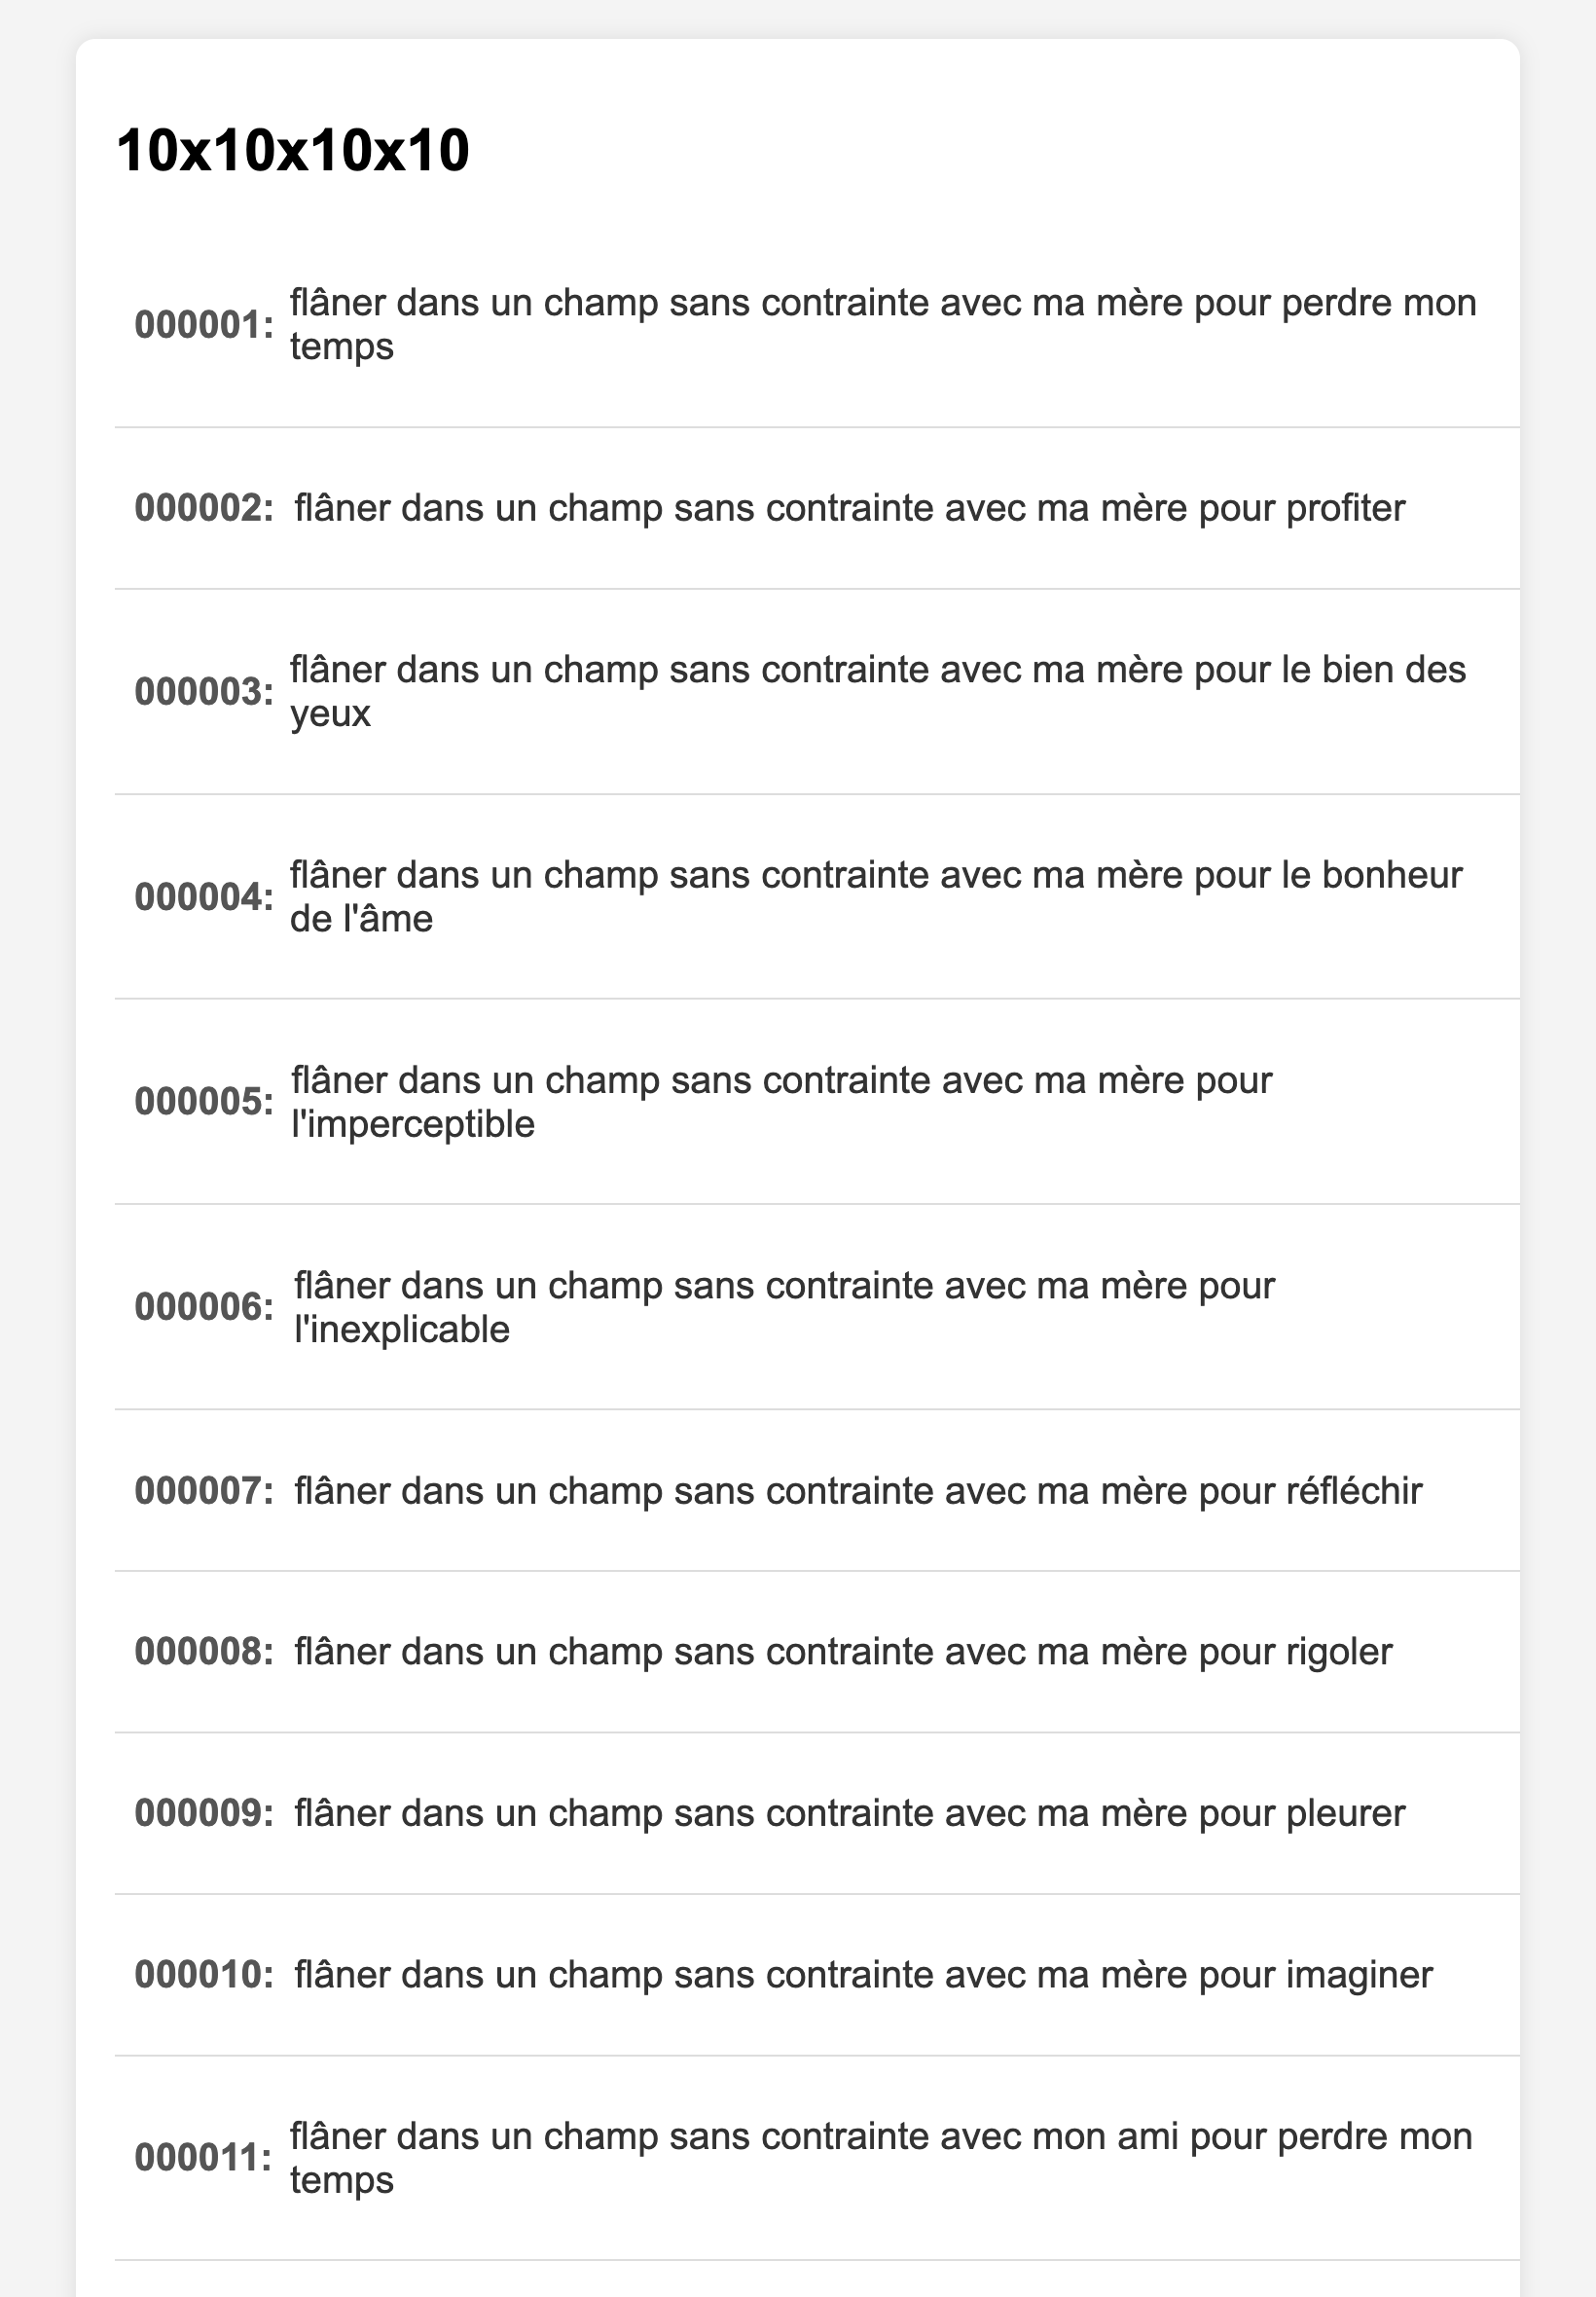 10x10x10x10
000001: flâner dans un champ sans contrainte avec ma mère pour perdre mon
temps
000002: flâner dans un champ sans contrainte avec ma mère pour profiter
000003: flâner dans un champ sans contrainte avec ma mère pour le bien des
yeux
000004: flâner dans un champ sans contrainte avec ma mère pour le bonheur
de l'âme
000005: flâner dans un champ sans contrainte avec ma mère pour
l'imperceptible
000006: flâner dans un champ sans contrainte avec ma mère pour
l'inexplicable
000007: flâner dans un champ sans contrainte avec ma mère pour réfléchir
000008: flâner dans un champ sans contrainte avec ma mère pour rigoler
000009: flâner dans un champ sans contrainte avec ma mère pour pleurer
000010: flâner dans un champ sans contrainte avec ma mère pour imaginer
000011: flâner dans un champ sans contrainte avec mon ami pour perdre mon
temps